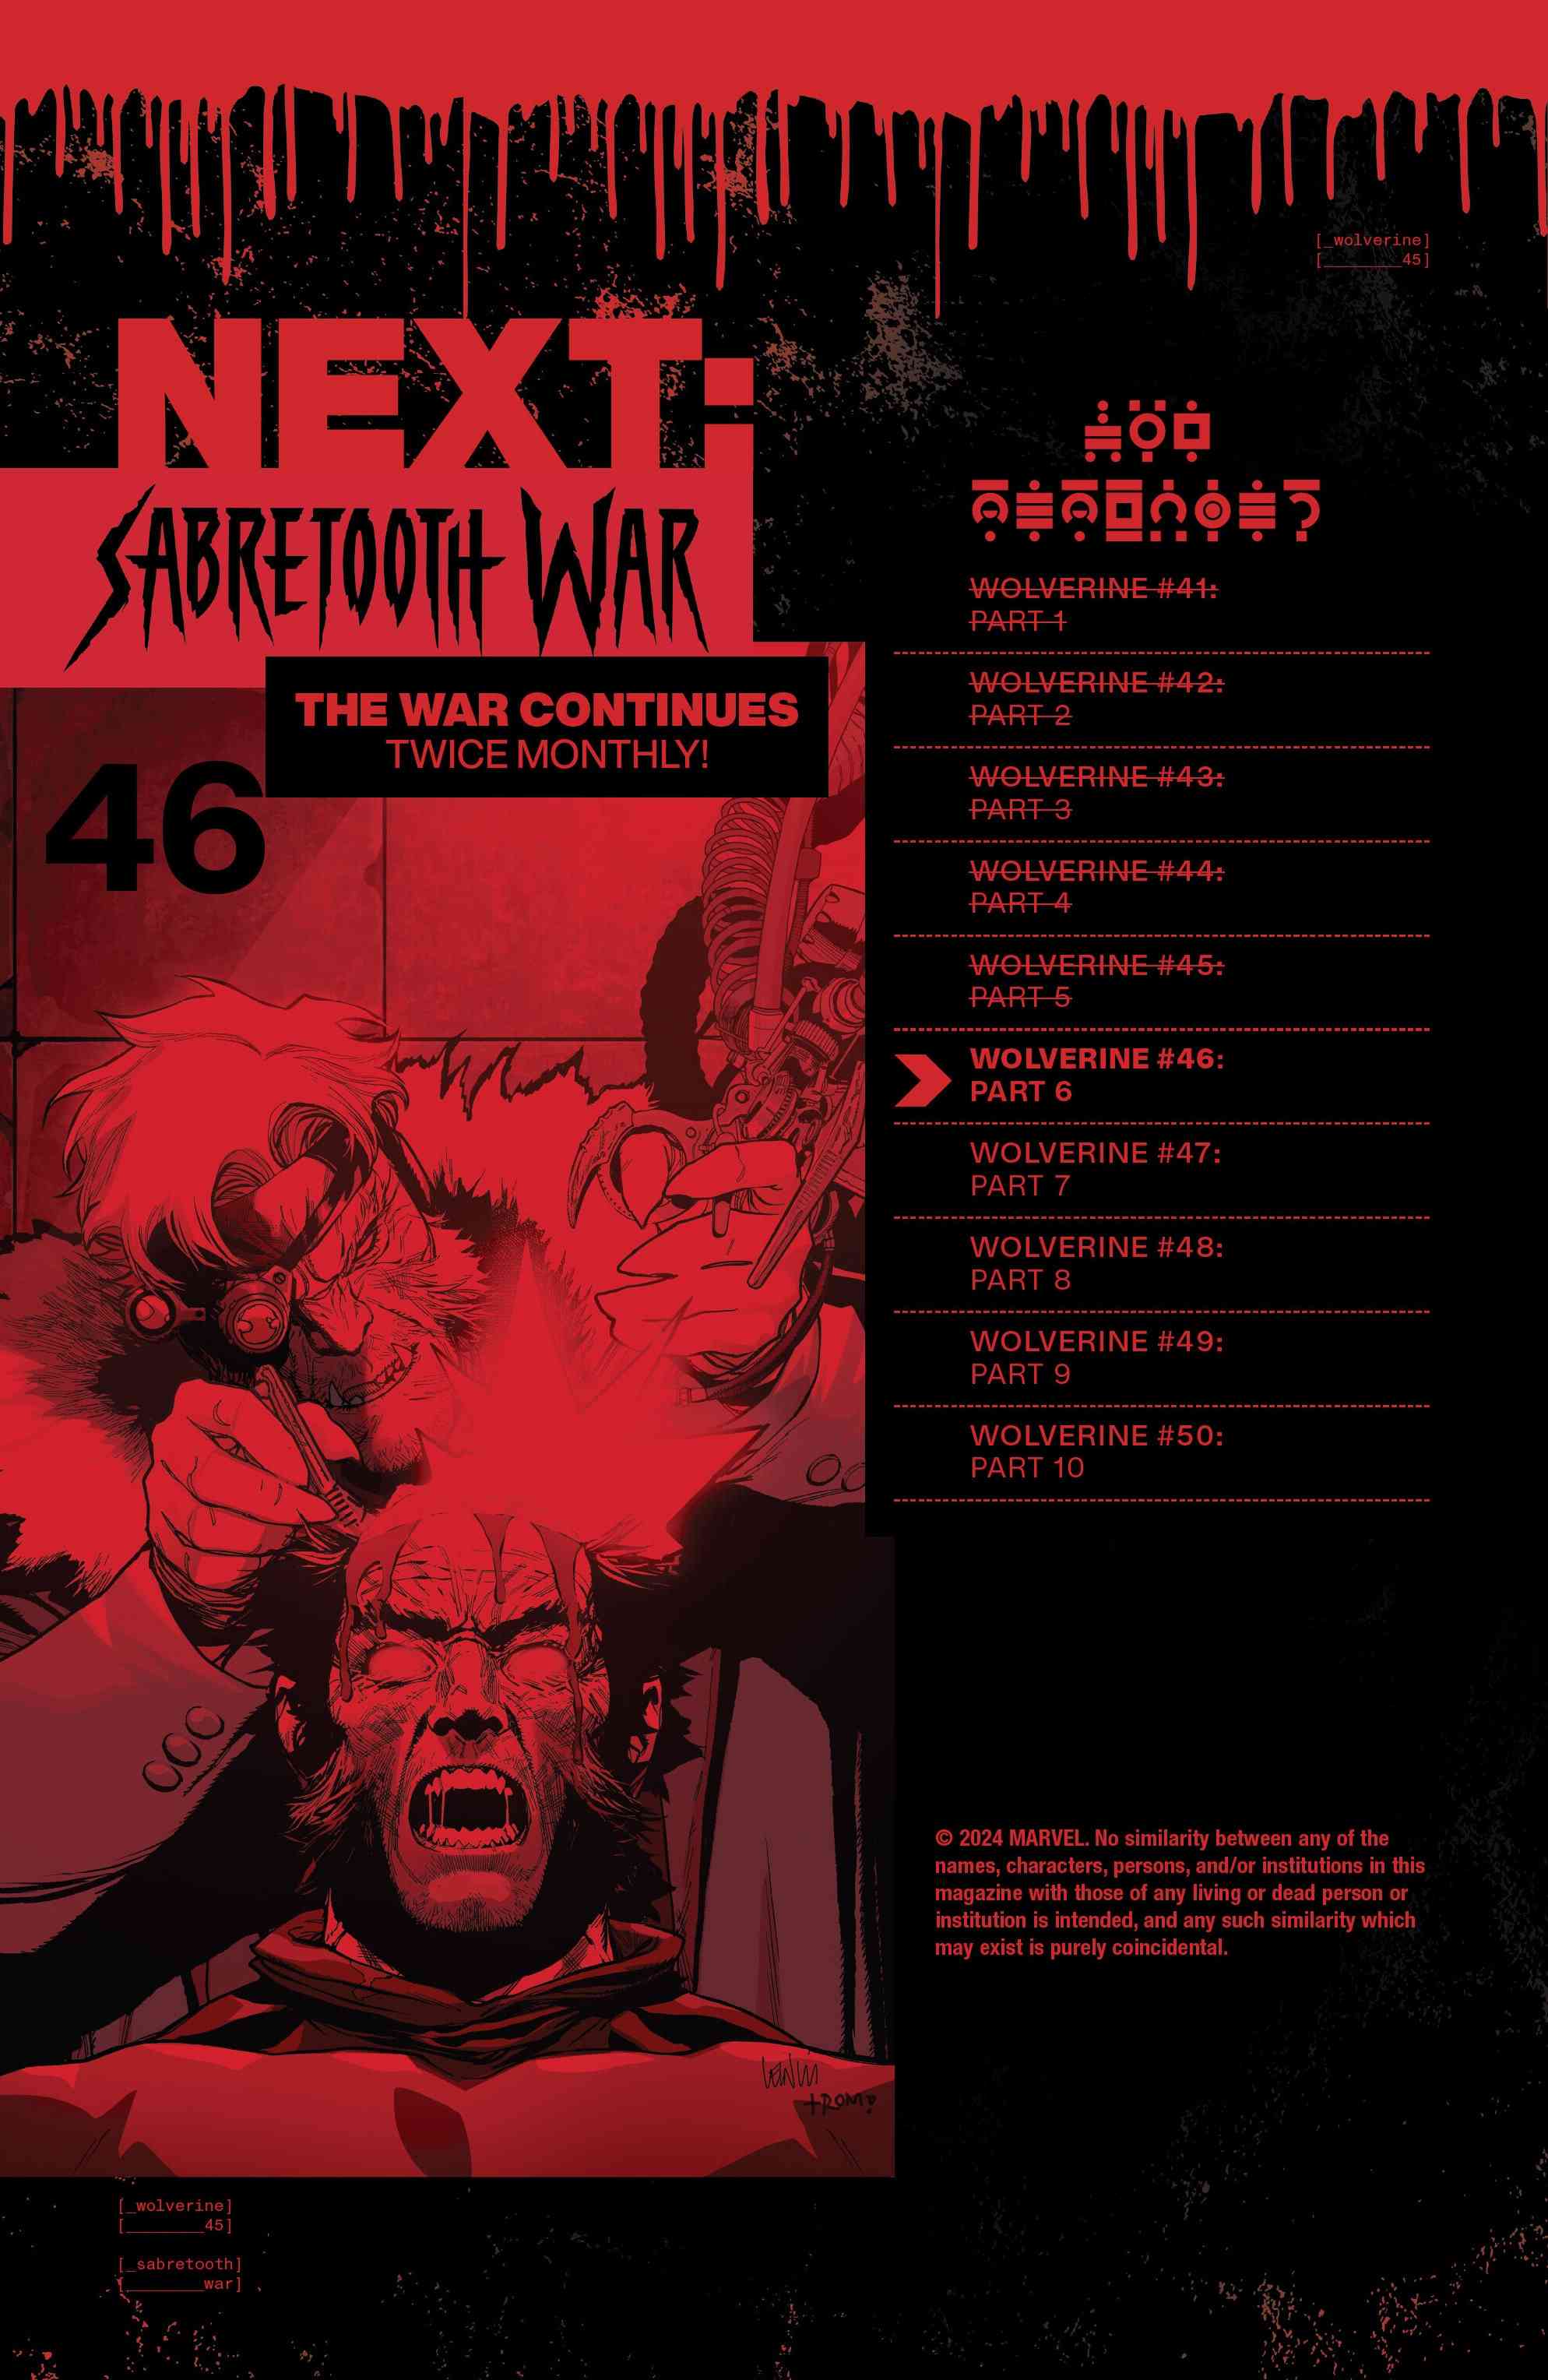 [_wolverine]
[________45]
NEXT:
SABRETOOTH WAR
THE WAR CONTINUES
TWICE MONTHLY!
46
WOLVERINE #41:
PART 1
WOLVERINE #42:
PART 2
WOLVERINE #43:
PART 3
WOLVERINE #44:
PART 4
WOLVERINE #45:
PART 5
WOLVERINE #46:
PART 6
WOLVERINE #47:
PART 7
WOLVERINE #48:
PART 8
WOLVERINE #49:
PART 9
WOLVERINE #50:
PART 10
© 2024 MARVEL. No similarity between any of the
names, characters, persons, and/or institutions in this
magazine with those of any living or dead person or
institution is intended, and any such similarity which
may exist is purely coincidental.
[_wolverine]
[________45]
[_sabretooth]
[_________war]